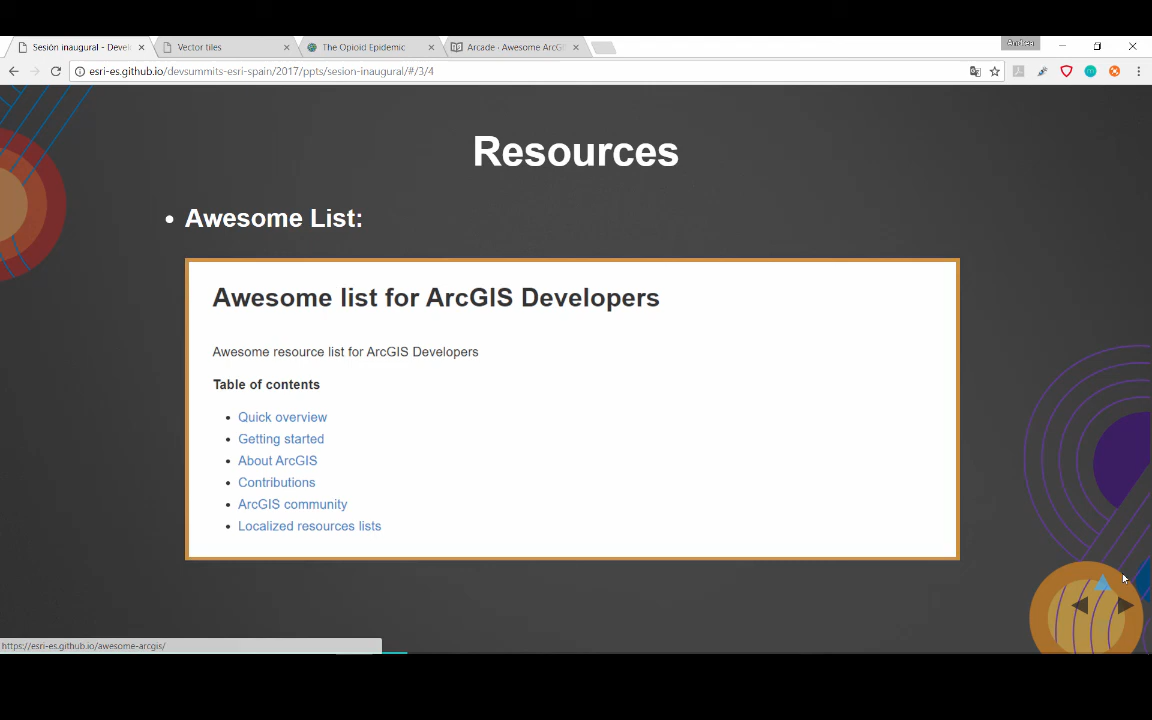 Sesión inaugural - Devel
Vector tiles
The Opioid Epidemic
Arcade · Awesome ArcG
Andrea
esri-es.github.io/devsummits-esri-spain/2017/ppts/sesion-inaugural/#/3/4
Resources
Awesome List:
Awesome list for ArcGIS Developers
Awesome resource list for ArcGIS Developers
Table of contents
Quick overview
Getting started
About ArcGIS
Contributions
ArcGIS community
Localized resources lists
https://esri-es.github.io/awesome-arcgis/